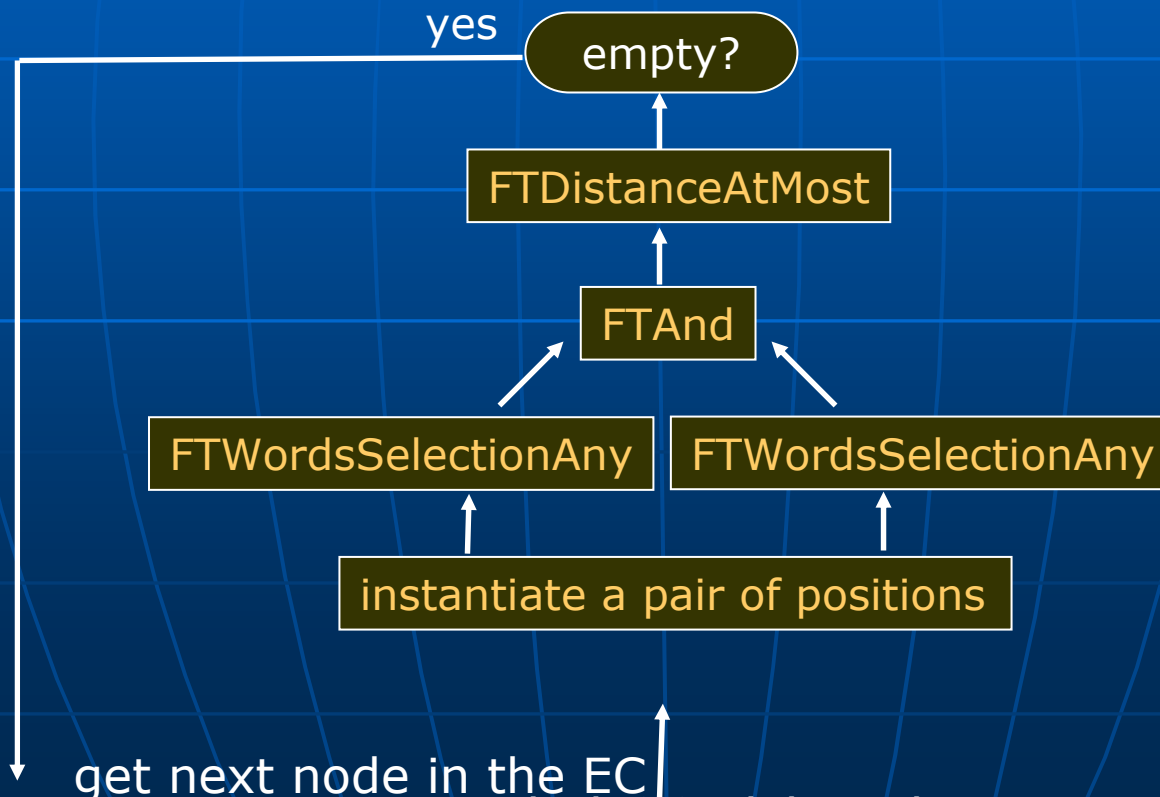 yes
empty?
FTDistanceAtMost
FTAnd
FTWordsSelectionAny
FTWordsSelectionAny
instantiate a pair of positions
get next node in the EC